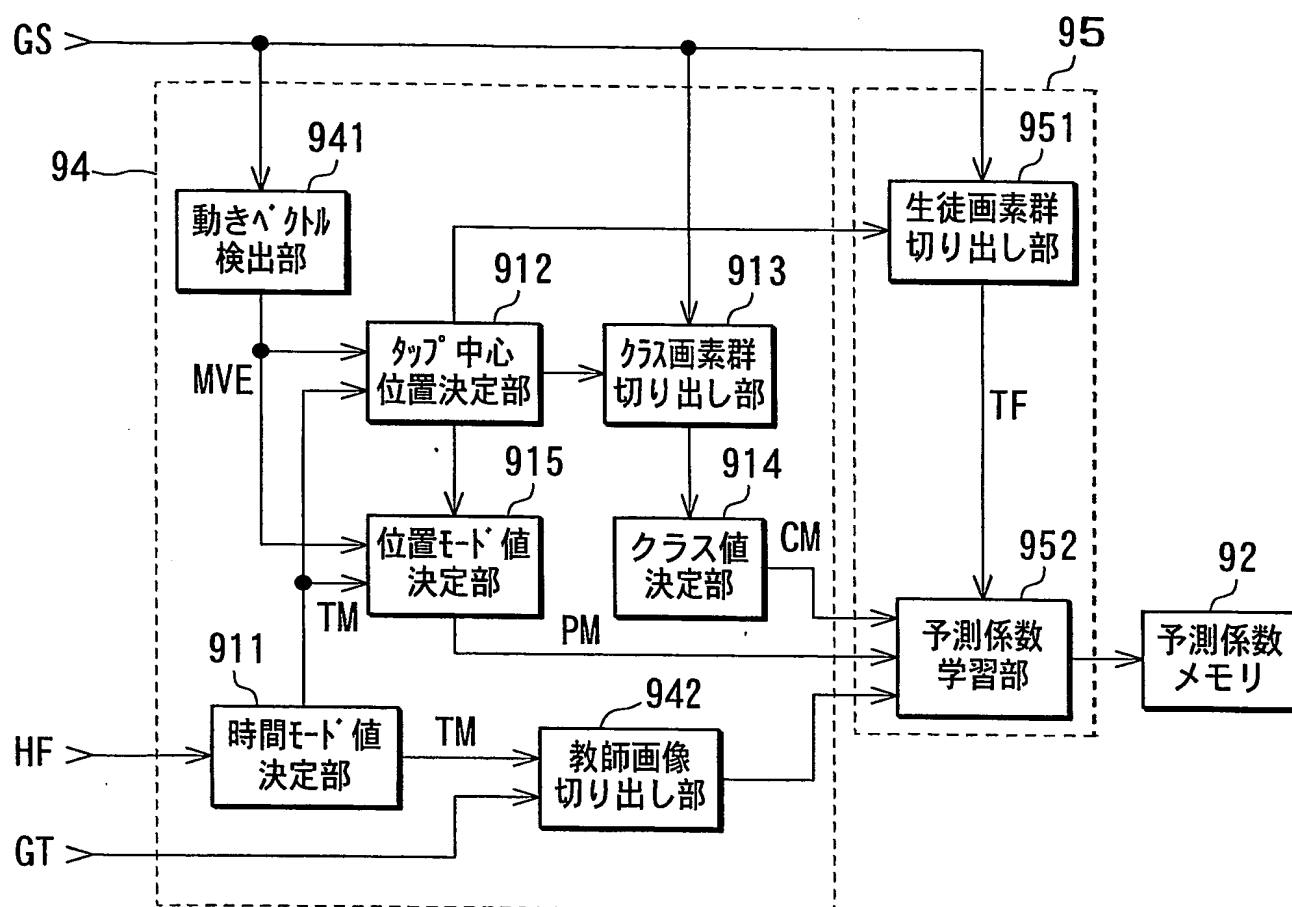 GS
95
94
941
動きベクトル
検出部
951
生徒画素群
切り出し部
912
タップ中心
位置決定部
913
クラス画素群
切り出し部
MVE
TF
915
位置モード値
決定部
914
クラス値
決定部
CM
952
予測係数
学習部
92
予測係数
メモリ
TM
PM
911
時間モード値
決定部
HF
TM
942
教師画像
切り出し部
GT